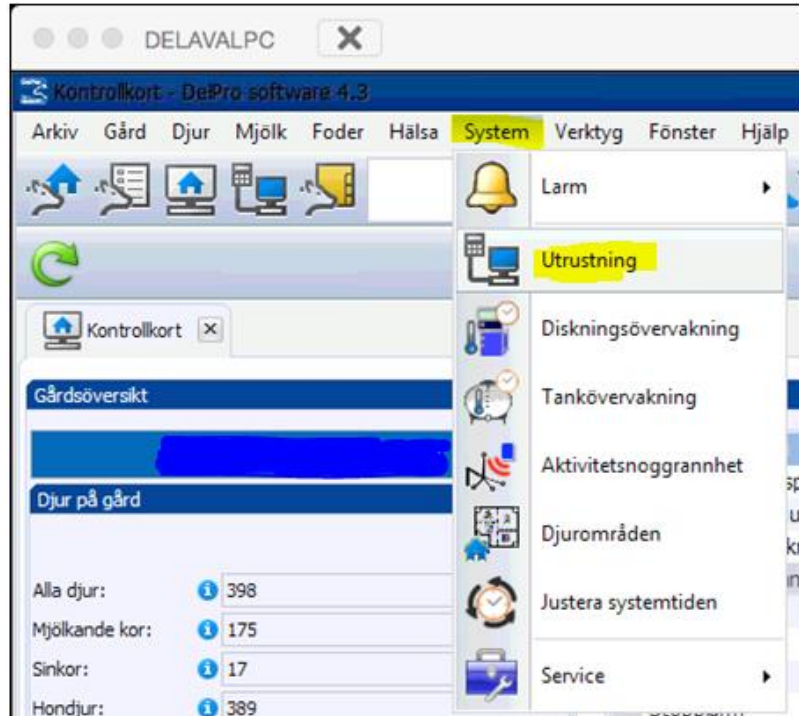 DELAVALPC
Kontrollkort - DelPro software 4.3
Arkiv Gård Djur Mjölk Foder Hälsa System Verktyg Fönster Hjälp
Larm
Utrustning
Kontrollkort
Diskningsövervakning
Gårdsöversikt
Tankövervakning
Aktivitetsnoggrannhet
Djur på gård
Djurområden
Alla djur: 398
Justera systemtiden
Mjölkande kor: 175
Sinkor: 17
Service
Hondjur: 389